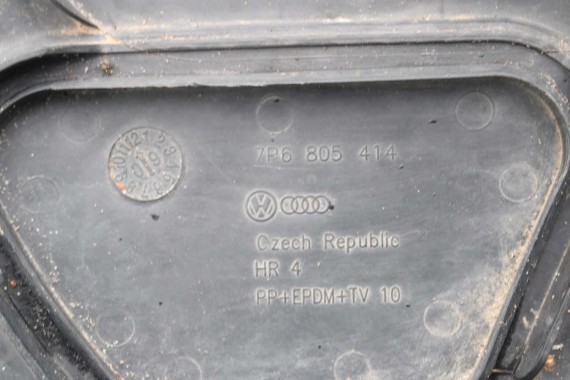 7P6 805 414
Czech Republic
HR 4
PP+EPDM+TV 10